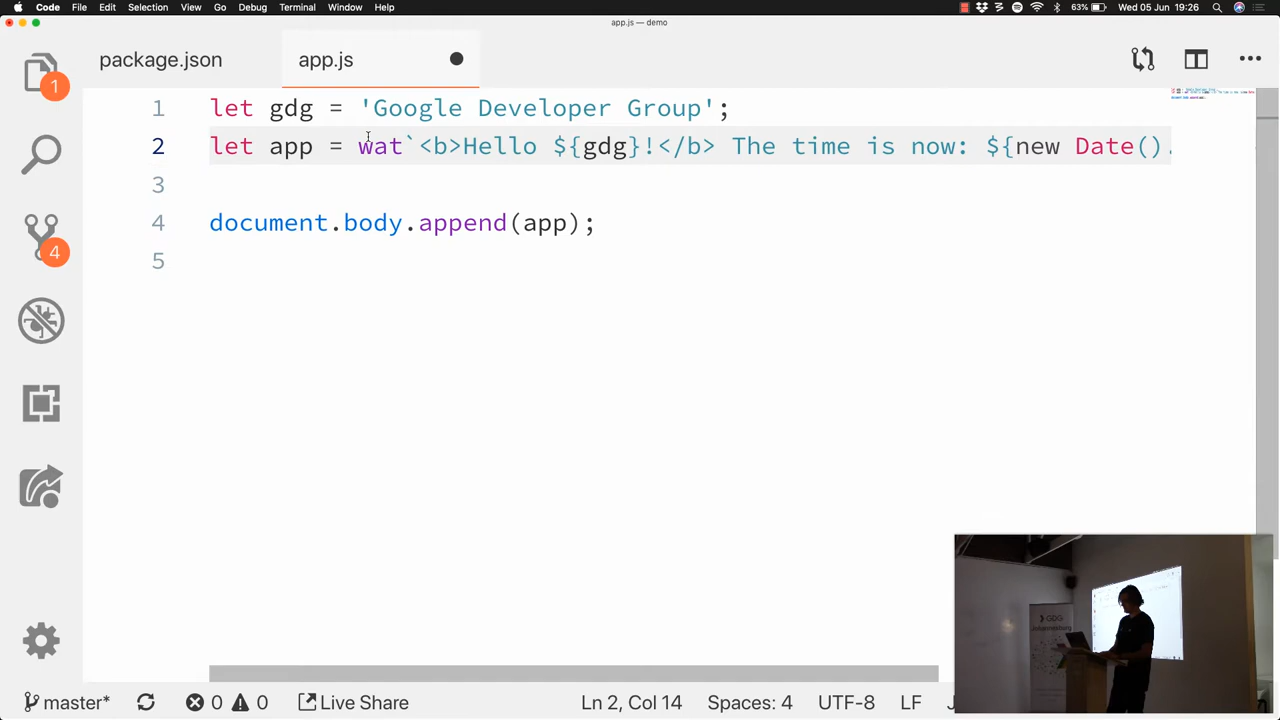 Code File Edit Selection View Go Debug Terminal Window Help 63% Wed 05 Jun 19:26
app.js — demo
package.json app.js
1
1 let gdg = 'Google Developer Group';
2 let app = wat`<b>Hello ${gdg}!</b> The time is now: ${new Date().
3
4 document.body.append(app);
5
4
GDG
Johannesburg
master* 0 0 Live Share Ln 2, Col 14 Spaces: 4 UTF-8 LF